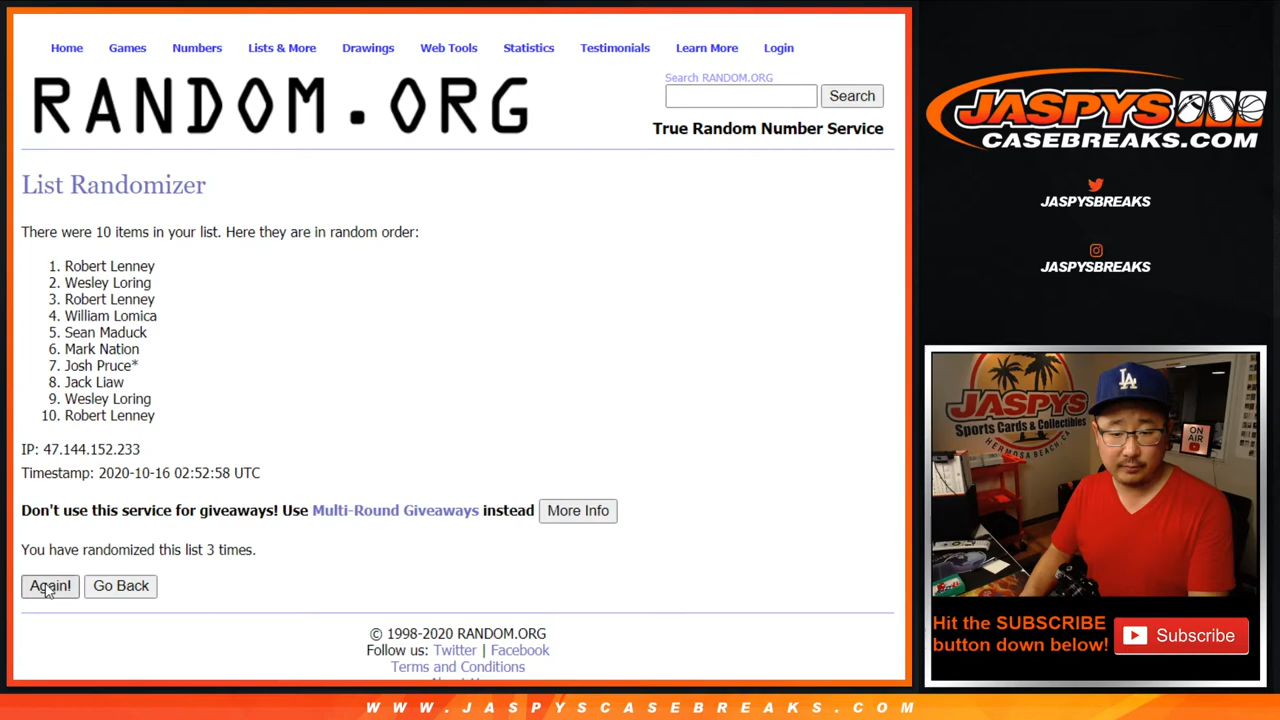 Home Games Numbers Lists & More Drawings Web Tools Statistics Testimonials Learn More Login
RANDOM.ORG
Search RANDOM.ORG
Search
True Random Number Service
List Randomizer
There were 10 items in your list. Here they are in random order:
1. Robert Lenney
2. Wesley Loring
3. Robert Lenney
4. William Lomica
5. Sean Maduck
6. Mark Nation
7. Josh Pruce*
8. Jack Liaw
9. Wesley Loring
10. Robert Lenney
IP: 47.144.152.233
Timestamp: 2020-10-16 02:52:58 UTC
Don't use this service for giveaways! Use Multi-Round Giveaways instead More Info
You have randomized this list 3 times.
Again! Go Back
© 1998-2020 RANDOM.ORG
Follow us: Twitter | Facebook
Terms and Conditions
JASPYS
CASEBREAKS.COM
JASPYSBREAKS
JASPYSBREAKS
JASPYS
Sports Cards & Collectibles
HERMOSA BEACH, CA
LA
ON AIR
Hit the SUBSCRIBE
button down below!
Subscribe
WWW.JASPYSCASEBREAKS.COM